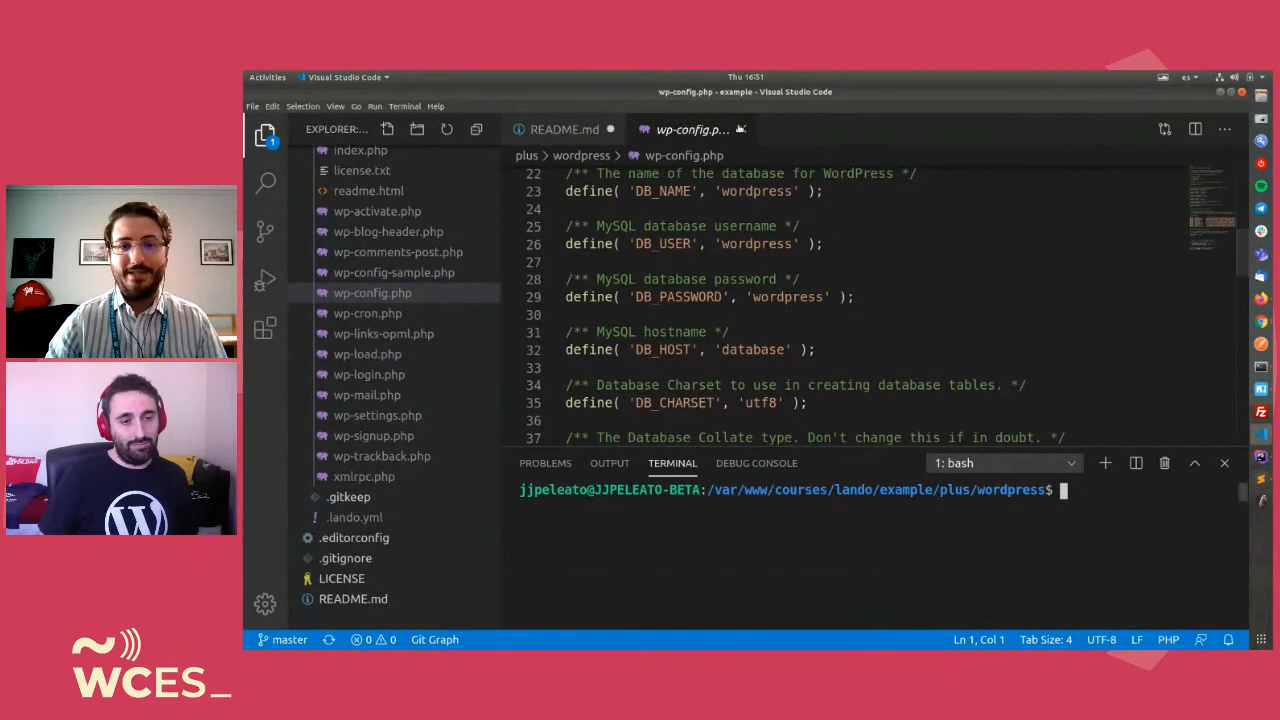 Activities
Visual Studio Code
Thu 16:51
es
wp-config.php - example - Visual Studio Code
File Edit Selection View Go Run Terminal Help
1
EXPLORER:...
index.php
license.txt
readme.html
wp-activate.php
wp-blog-header.php
wp-comments-post.php
wp-config-sample.php
wp-config.php
wp-cron.php
wp-links-opml.php
wp-load.php
wp-login.php
wp-mail.php
wp-settings.php
wp-signup.php
wp-trackback.php
xmlrpc.php
.gitkeep
.lando.yml
.editorconfig
.gitignore
LICENSE
README.md
README.md
wp-config.p...
plus > wordpress > wp-config.php
22 /** The name of the database for WordPress */
23 define( 'DB_NAME', 'wordpress' );
24
25 /** MySQL database username */
26 define( 'DB_USER', 'wordpress' );
27
28 /** MySQL database password */
29 define( 'DB_PASSWORD', 'wordpress' );
30
31 /** MySQL hostname */
32 define( 'DB_HOST', 'database' );
33
34 /** Database Charset to use in creating database tables. */
35 define( 'DB_CHARSET', 'utf8' );
36
37 /** The Database Collate type. Don't change this if in doubt. */
PROBLEMS OUTPUT TERMINAL DEBUG CONSOLE
1: bash
jjpeleato@JJPELEATO-BETA:/var/www/courses/lando/example/plus/wordpress$
master
0 0
Git Graph
Ln 1, Col 1 Tab Size: 4 UTF-8 LF PHP
WCES_